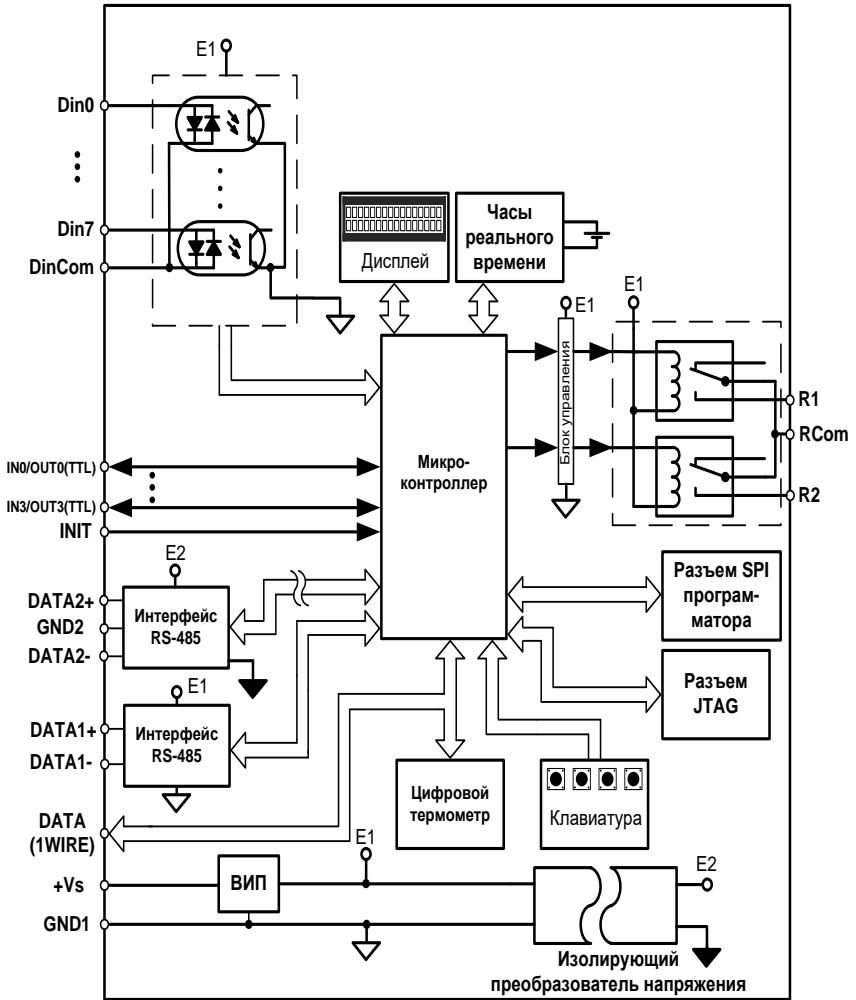 E1
Din0
Din7
DinCom
Дисплей
Часы
реального
времени
E1
E1
Блок управления
R1
RCom
R2
Микро-
контроллер
IN0/OUT0(TTL)
IN3/OUT3(TTL)
INIT
E2
DATA2+
GND2
DATA2-
Интерфейс
RS-485
Разъем SPI
програм-
матора
E1
DATA1+
DATA1-
Интерфейс
RS-485
Разъем
JTAG
Цифровой
термометр
Клавиатура
DATA
(1WIRE)
E1
+Vs
ВИП
E2
GND1
Изолирующий
преобразователь напряжения